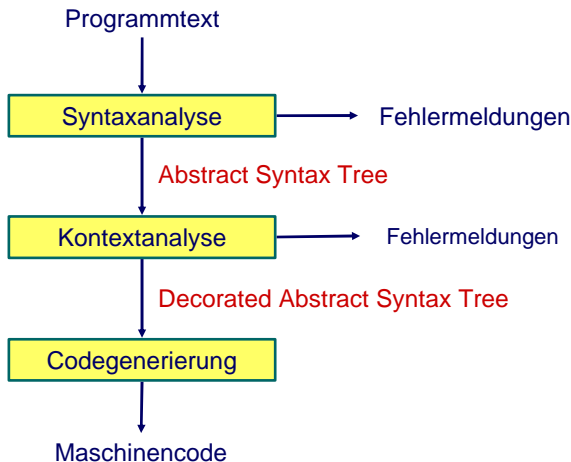 Programmtext
Syntaxanalyse
Fehlermeldungen
Abstract Syntax Tree
Kontextanalyse
Fehlermeldungen
Decorated Abstract Syntax Tree
Codegenerierung
Maschinencode